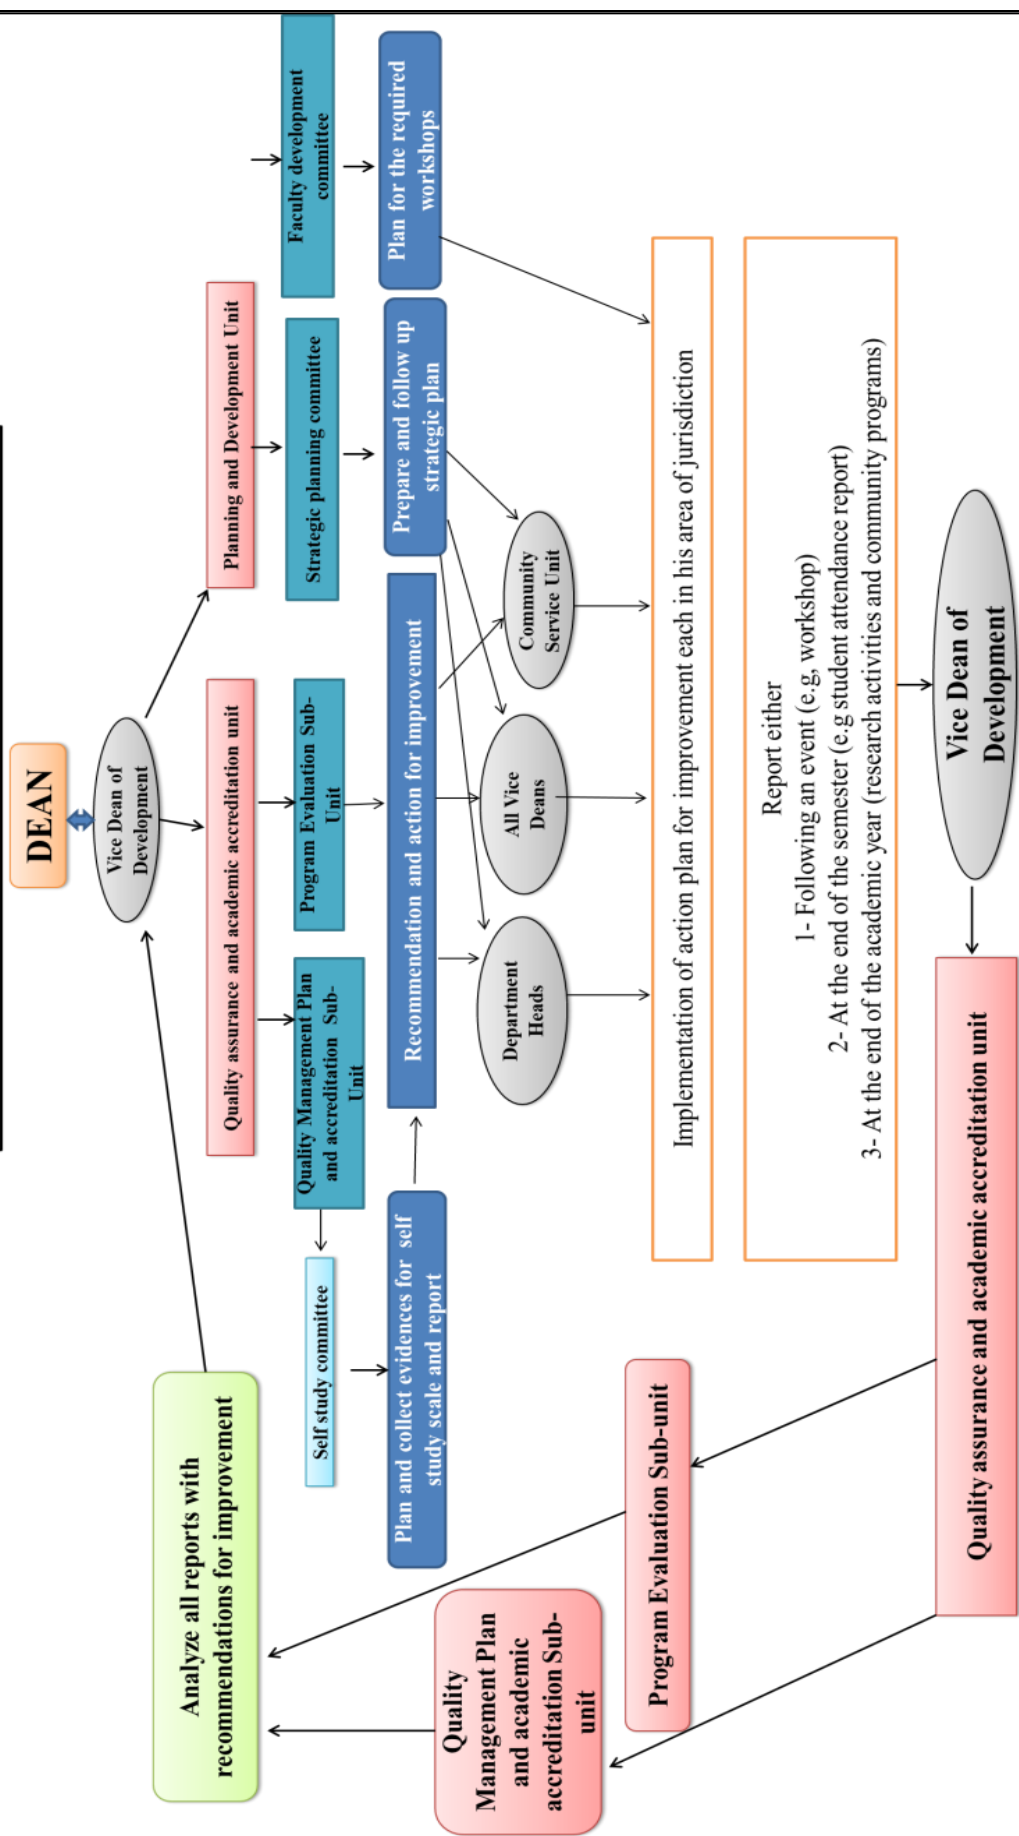 DEAN
Vice Dean of
Development
Quality assurance and academic accreditation unit
Planning and Development Unit
Self study committee
Quality Management Plan
and accreditation Sub-
Unit
Program Evaluation Sub-
Unit
Strategic planning committee
Faculty development
committee
Plan and collect evidences for self
study scale and report
Recommendation and action for improvement
Prepare and follow up
strategic plan
Plan for the required
workshops
Department
Heads
All Vice
Deans
Community
Service Unit
Implementation of action plan for improvement each in his area of jurisdiction
Report either
1- Following an event (e.g, workshop)
2- At the end of the semester (e.g student attendance report)
3- At the end of the academic year (research activities and community programs)
Vice Dean of
Development
Quality assurance and academic accreditation unit
Program Evaluation Sub-unit
Quality
Management Plan
and academic
accreditation Sub-
unit
Analyze all reports with
recommendations for improvement